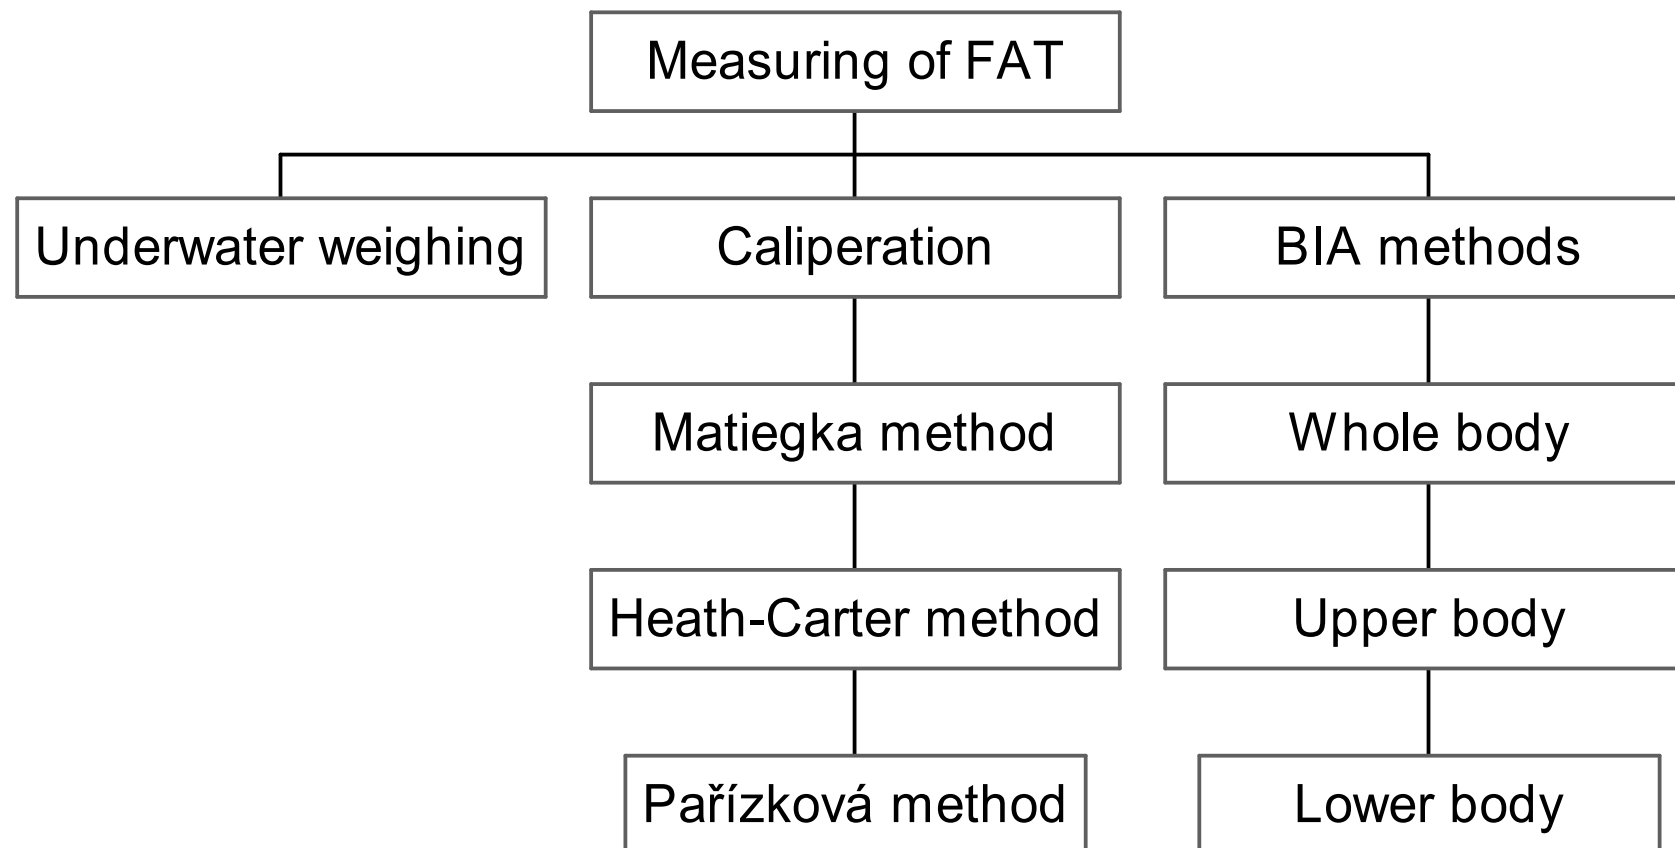 Measuring of FAT
Underwater weighing
Caliperation
BIA methods
Matiegka method
Whole body
Heath-Carter method
Upper body
Pařízková method
Lower body